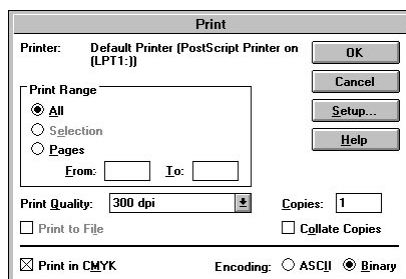 Print
Printer: Default Printer (PostScript Printer on (LPT1:))
OK
Cancel
Setup...
Help
Print Range
All
Selection
Pages
From: To:
Print Quality: 300 dpi Copies: 1
Print to File Collate Copies
Print in CMYK Encoding: ASCII Binary